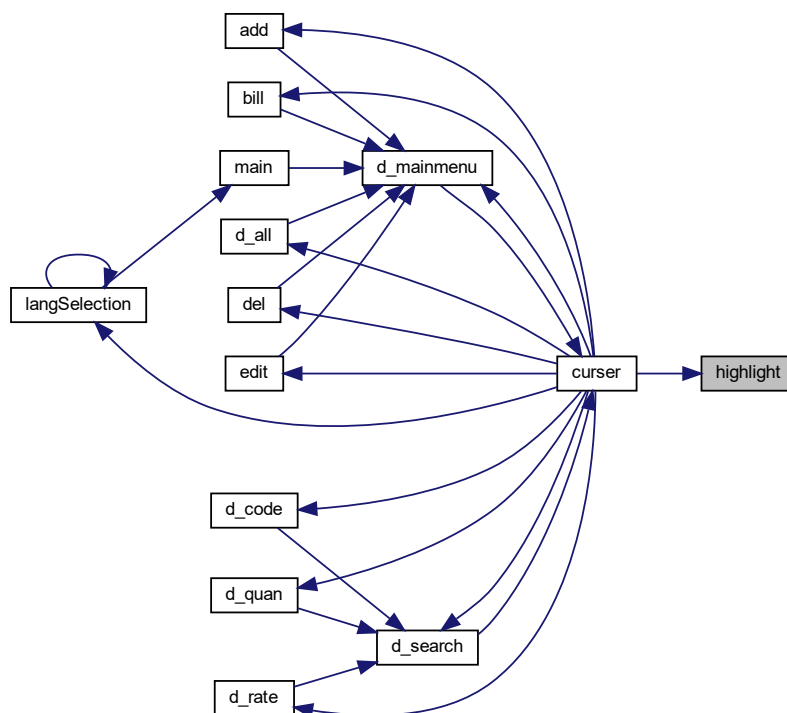 add
bill
main
d_mainmenu
d_all
langSelection
del
edit
curser
highlight
d_code
d_quan
d_search
d_rate